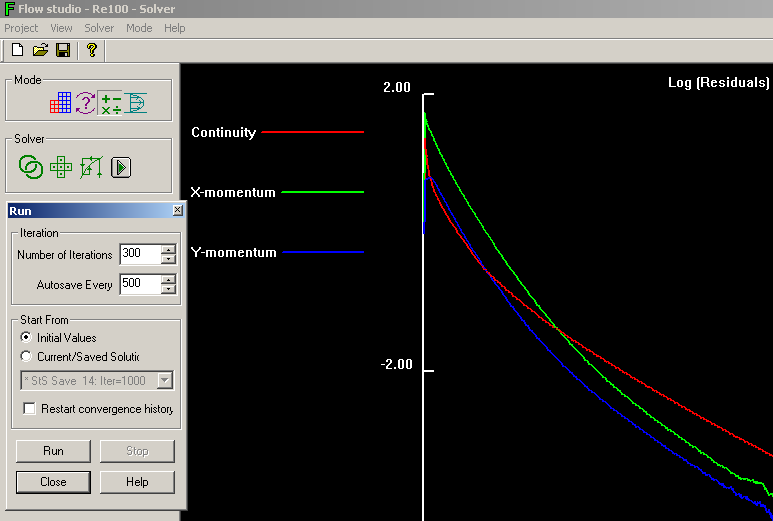 Flow studio - Re100 - Solver
Project View Solver Mode Help
Mode
Solver
Run
Iteration
Number of Iterations 300
Autosave Every 500
Start From
Initial Values
Current/Saved Solutic
* StS Save 14: Iter=1000
Restart convergence history
Run Stop
Close Help
Log (Residuals)
2.00
Continuity
X-momentum
Y-momentum
-2.00